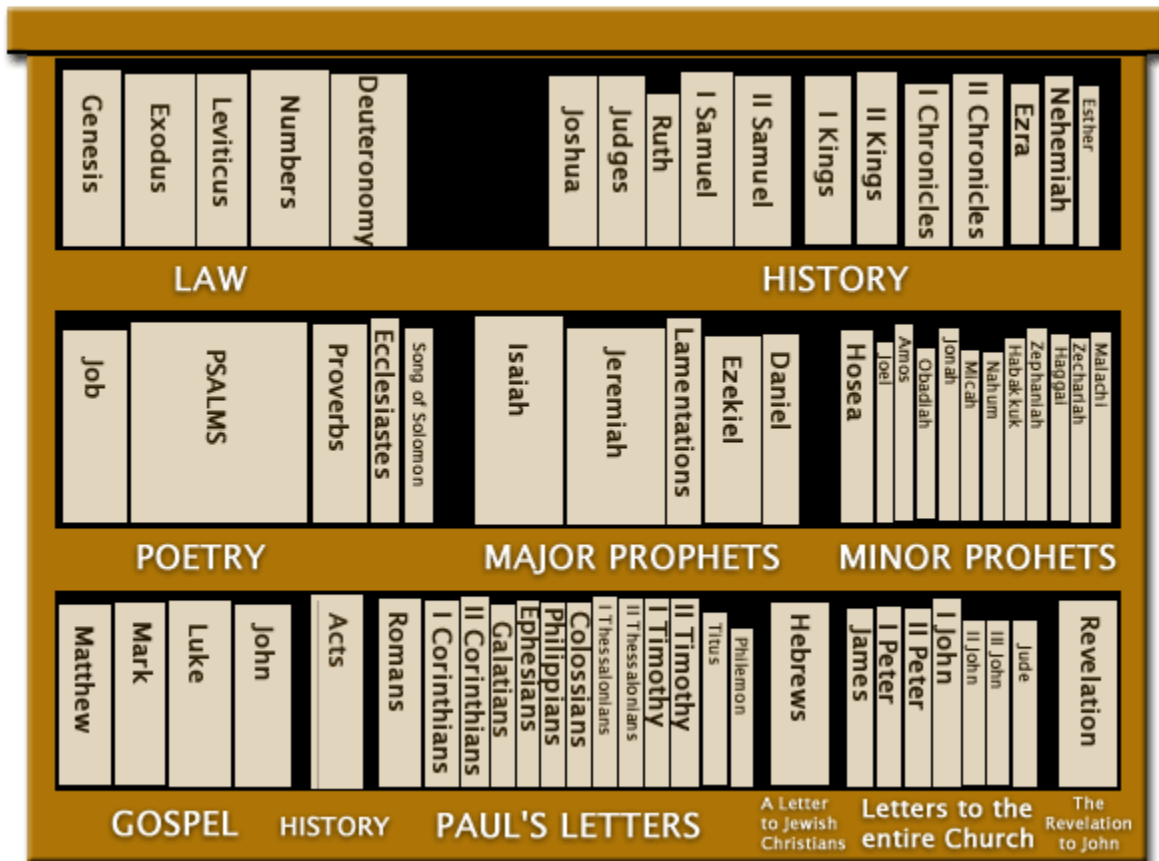 Genesis
Exodus
Leviticus
Numbers
Deuteronomy
Joshua
Judges
Ruth
I Samuel
II Samuel
I Kings
II Kings
I Chronicles
II Chronicles
Ezra
Nehemiah
Esther
LAW
HISTORY
Job
PSALMS
Proverbs
Ecclesiastes
Song of Solomon
Isaiah
Jeremiah
Lamentations
Ezekiel
Daniel
Hosea
Joel
Amos
Obadiah
Jonah
Micah
Nahum
Habakkuk
Zephaniah
Haggai
Zechariah
Malachi
POETRY
MAJOR PROPHETS
MINOR PROHETS
Matthew
Mark
Luke
John
Acts
Romans
I Corinthians
II Corinthians
Galatians
Ephesians
Philippians
Colossians
I Thessalonians
II Thessalonians
I Timothy
II Timothy
Titus
Philemon
Hebrews
James
I Peter
II Peter
I John
II John
III John
Jude
Revelation
GOSPEL
HISTORY
PAUL'S LETTERS
A Letter
to Jewish
Christians
Letters to the
entire Church
The
Revelation
to John